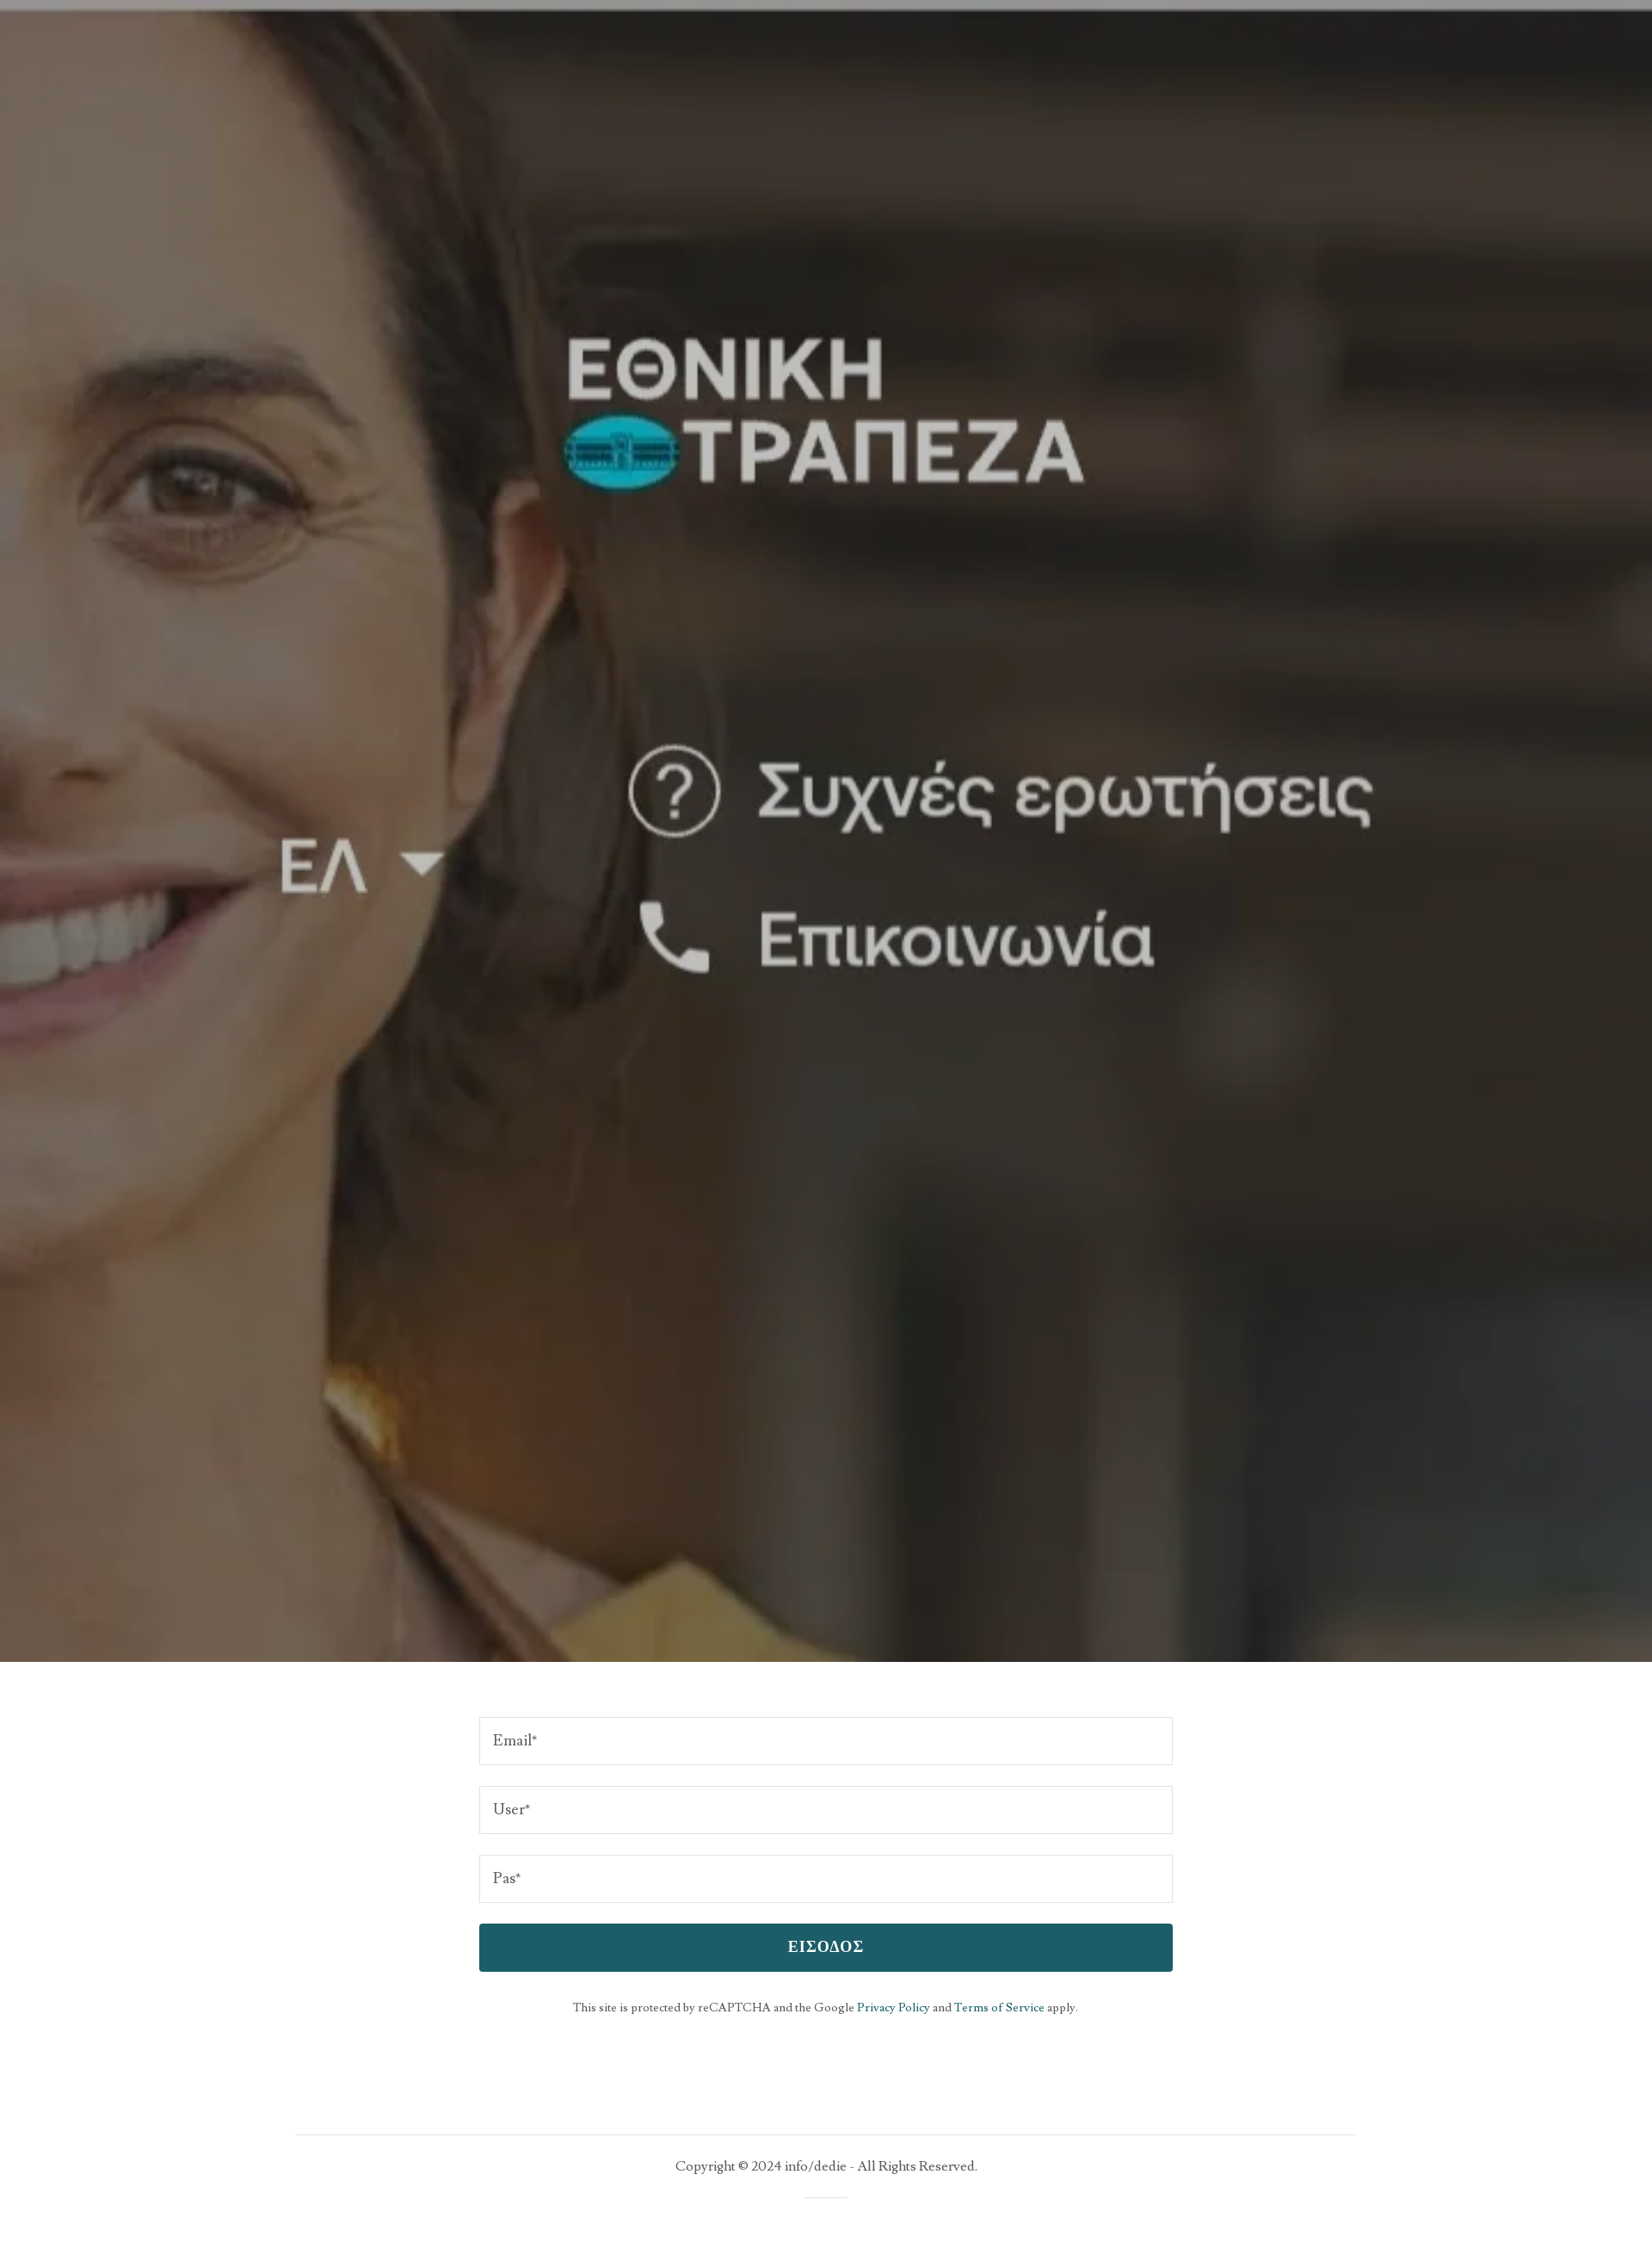 ΕΘΝΙΚΗ
ΤΡΑΠΕΖΑ
Συχνές ερωτήσεις
ΕΛ
Επικοινωνία
Email*
User*
Pas*
ΕΙΣΟΔΟΣ
This site is protected by reCAPTCHA and the Google Privacy Policy and Terms of Service apply.
Copyright © 2024 info/dedie - All Rights Reserved.